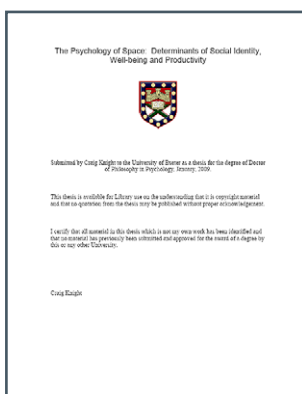 The Psychology of Space: Determinants of Social Identity,
Well-being and Productivity
Submitted by Craig Knight to the University of Exeter as a thesis for the degree of Doctor
of Philosophy in Psychology, January, 2009.
This thesis is available for Library use on the understanding that it is copyright material
and that no quotation from the thesis may be published without proper acknowledgement.
I certify that all material in this thesis which is not my own work has been identified and
that no material has previously been submitted and approved for the award of a degree by
this or any other University.
Craig Knight